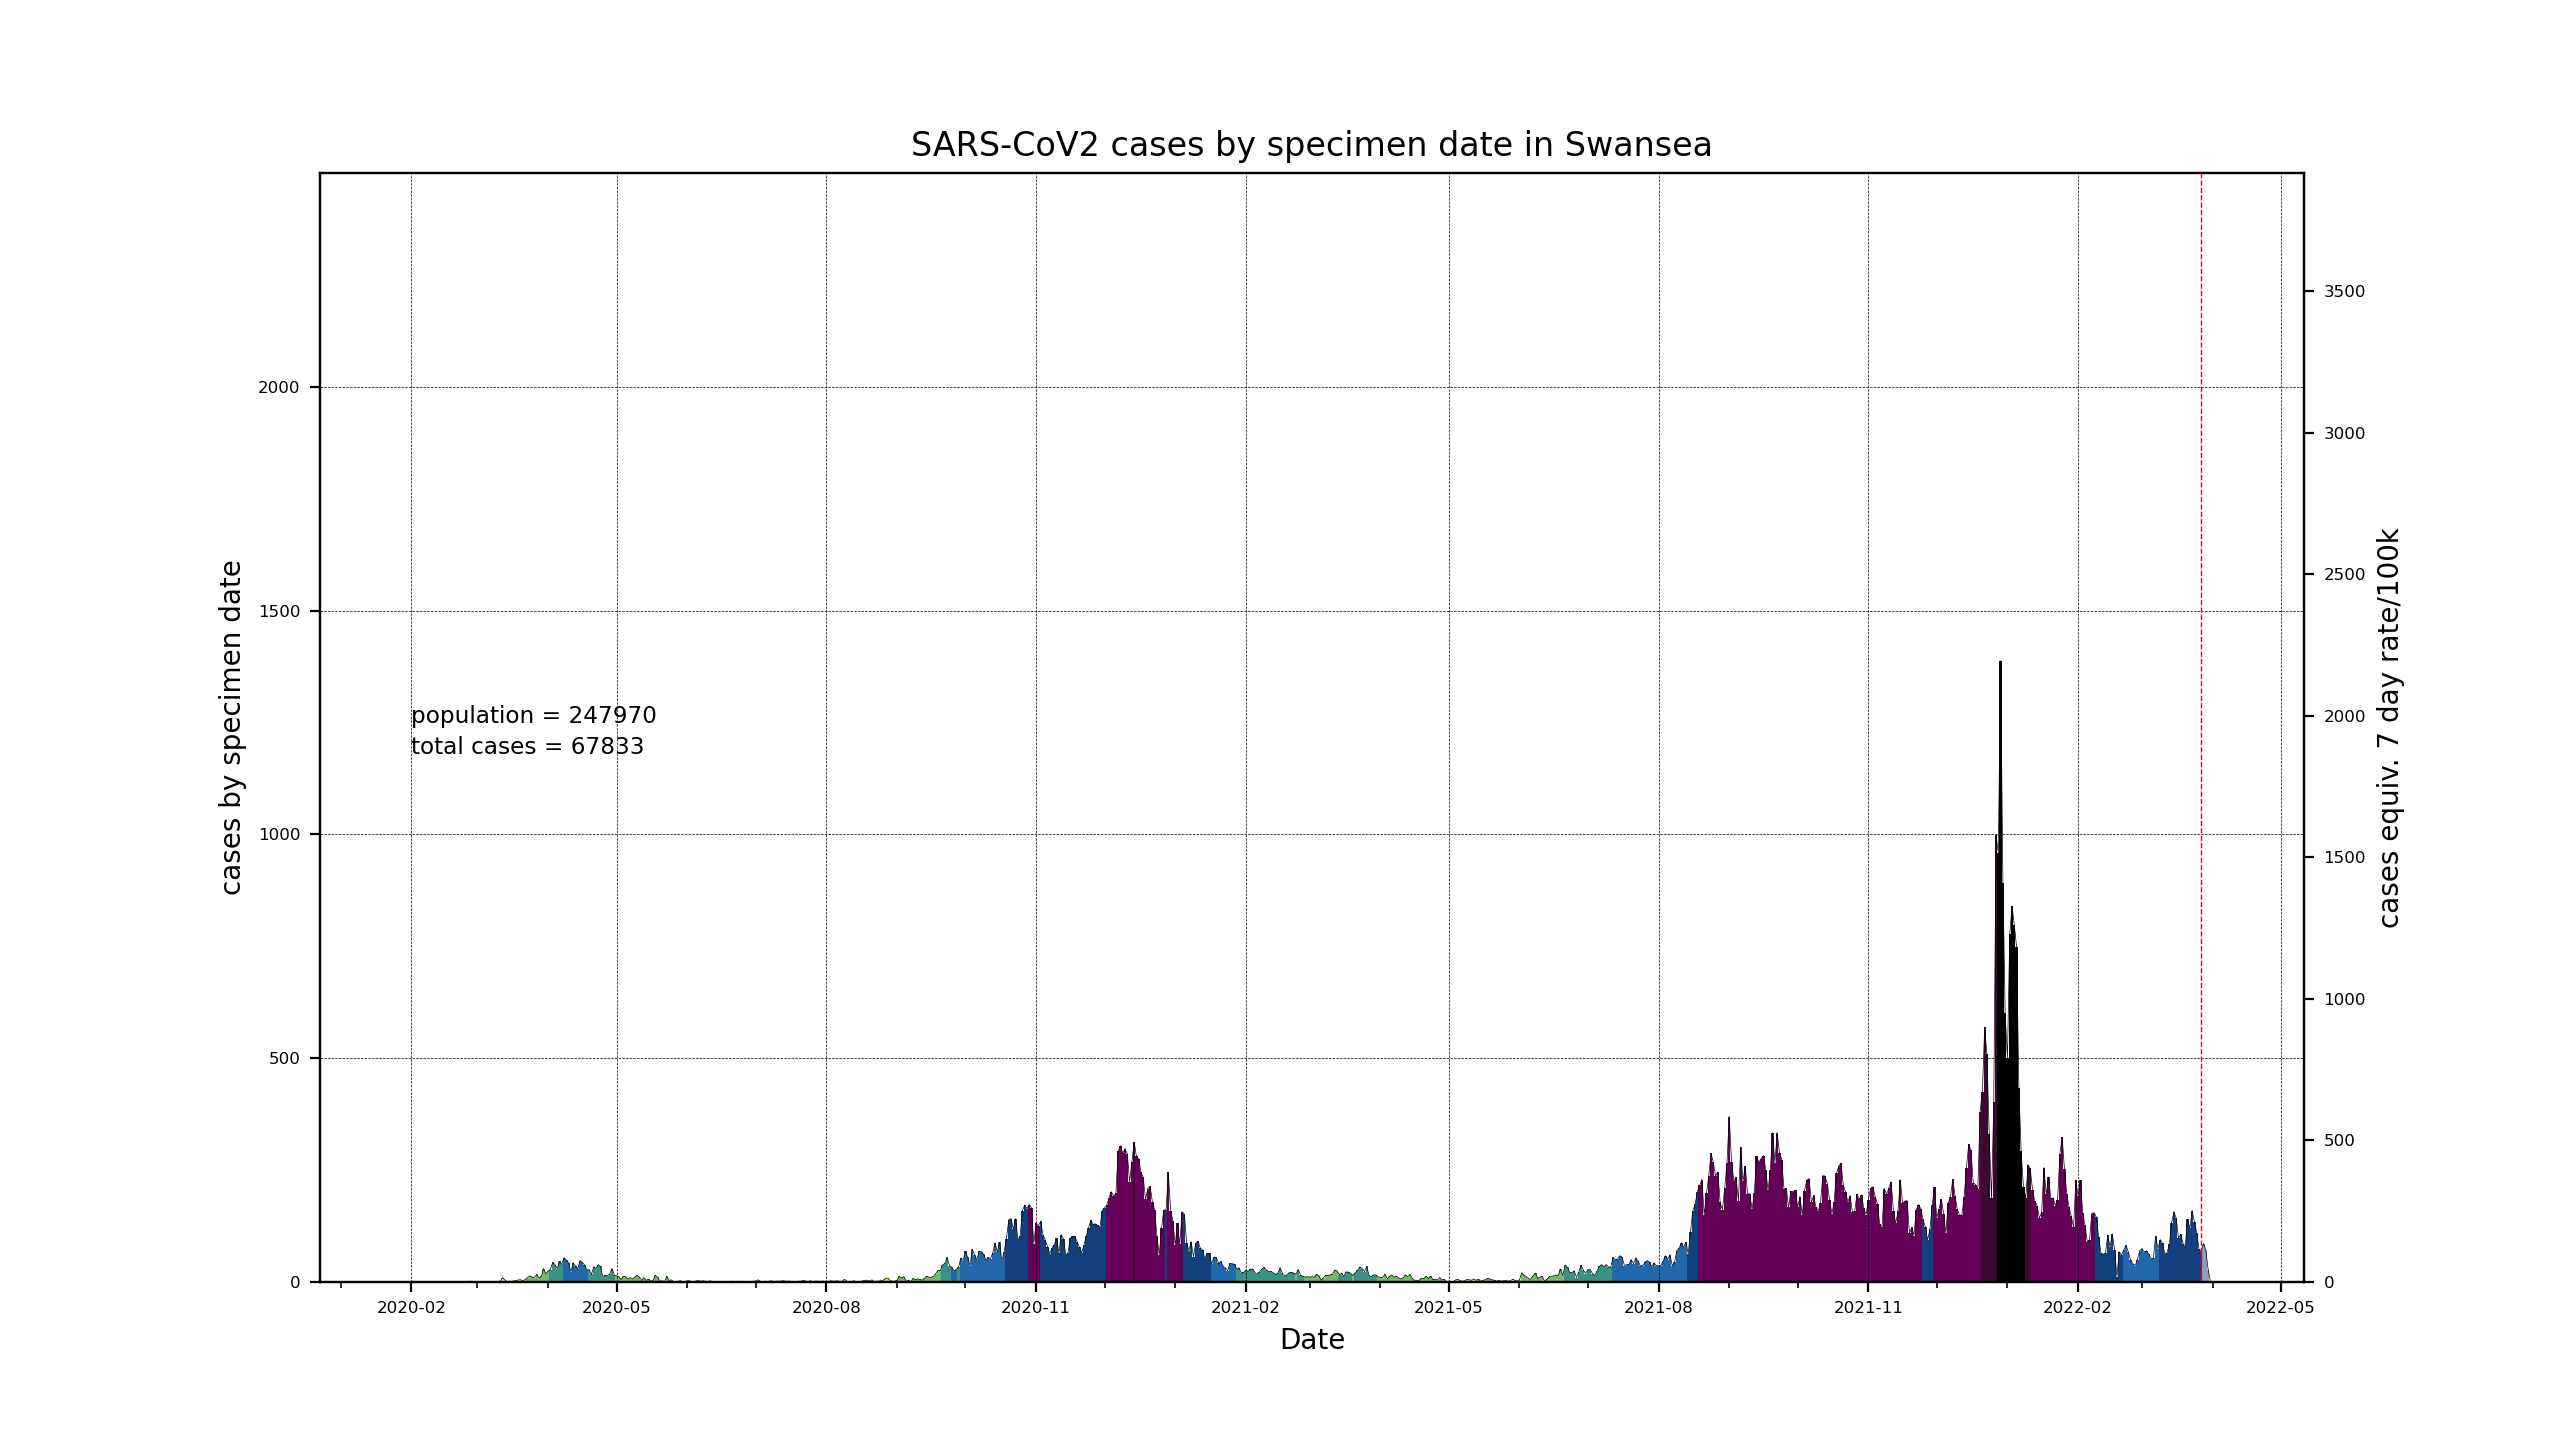 SARS-CoV2 cases by specimen date in Swansea
cases by specimen date
2000
1500
1000
500
0
population = 247970
total cases = 67833
3500
3000
2500
2000
1500
1000
500
0
cases equiv. 7 day rate/100k
2020-02 2020-05 2020-08 2020-11 2021-02 2021-05 2021-08 2021-11 2022-02 2022-05
Date